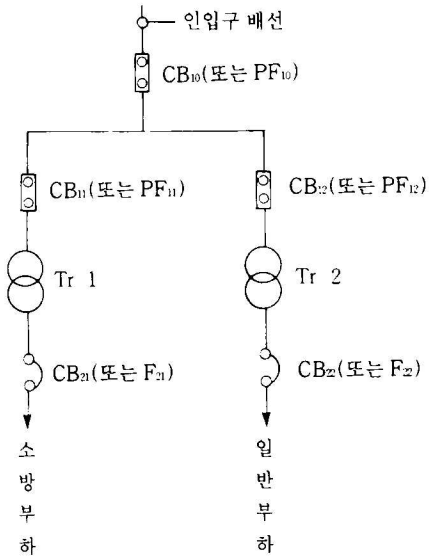 인입구 배선
CB₁₀(또는 PF₁₀)
CB₁₁(또는 PF₁₁)
CB₁₂(또는 PF₁₂)
Tr 1
Tr 2
CB₂₁(또는 F₂₁)
CB₂₂(또는 F₂₂)
소방부하
일반부하